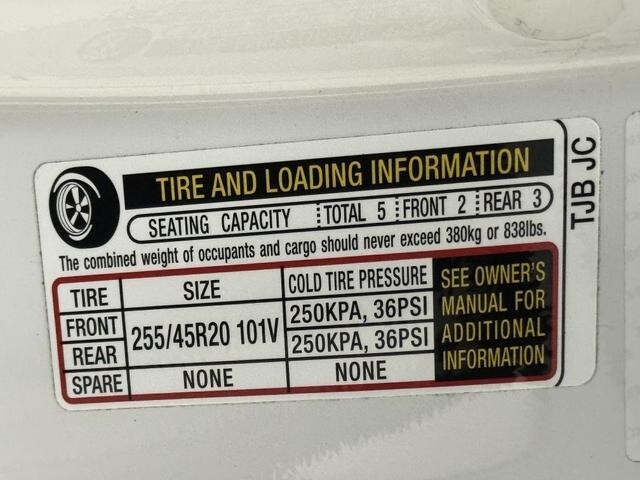 TIRE AND LOADING INFORMATION
SEATING CAPACITY TOTAL 5 FRONT 2 REAR 3
The combined weight of occupants and cargo should never exceed 380kg or 838lbs.
TIRE SIZE COLD TIRE PRESSURE
FRONT 255/45R20 101V 250KPA, 36PSI
REAR 250KPA, 36PSI
SPARE NONE NONE
SEE OWNER'S
MANUAL FOR
ADDITIONAL
INFORMATION
TJB JC